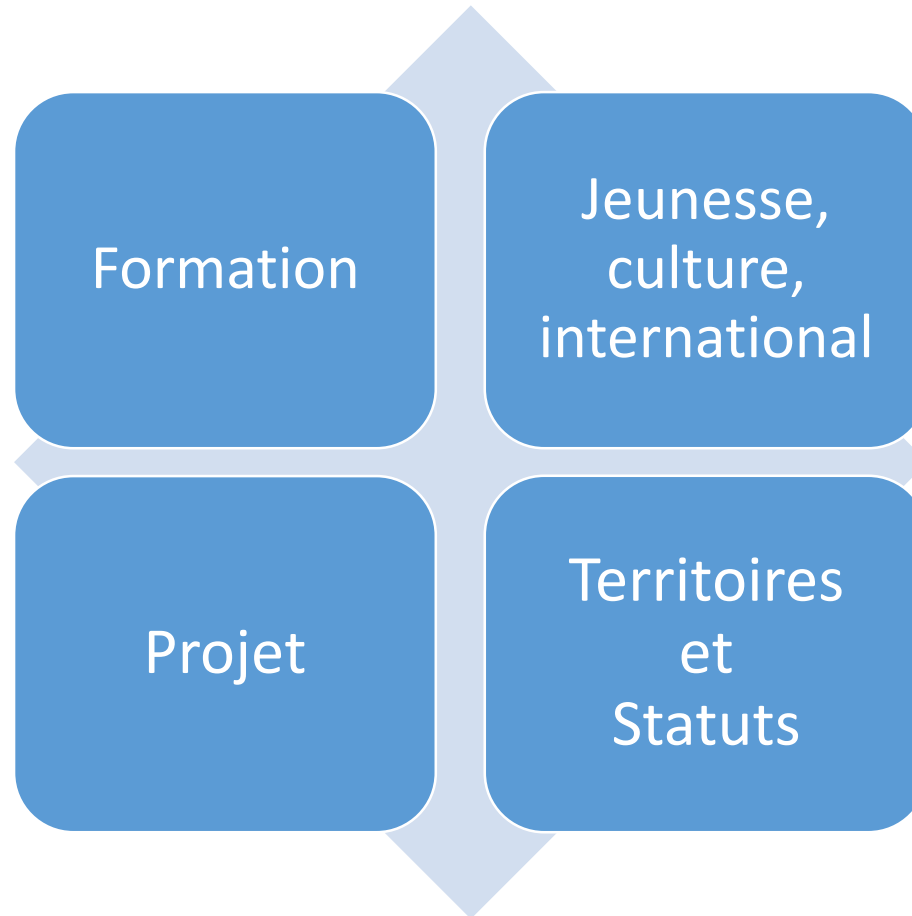 Formation
Jeunesse,
culture,
international
Projet
Territoires
et
Statuts